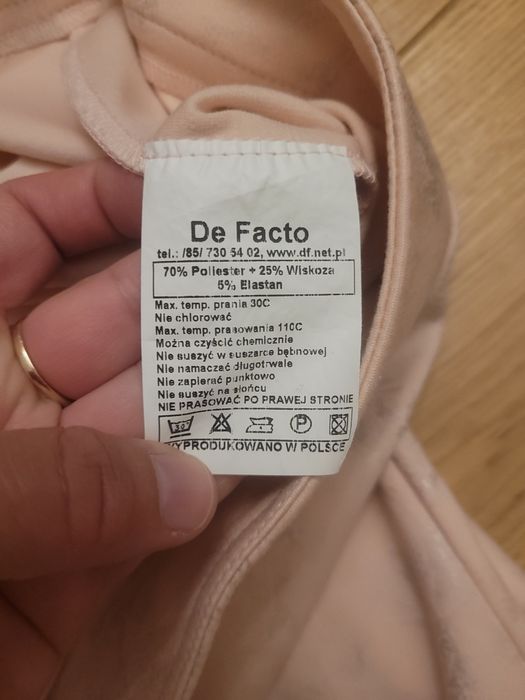 De Facto
tel.: /85/ 730 54 02, www.df.net.pl
70% Poliester + 25% Wiskoza
5% Elastan
Max. temp. prania 30C
Nie chlorować
Max. temp. prasowania 110C
Można czyścić chemicznie
Nie suszyć w suszarce bębnowej
Nie namaczać długotrwale
Nie zapierać punktowo
Nie suszyć na słońcu
NIE PRASOWAĆ PO PRAWEJ STRONIE
30 P
WYPRODUKOWANO W POLSCE